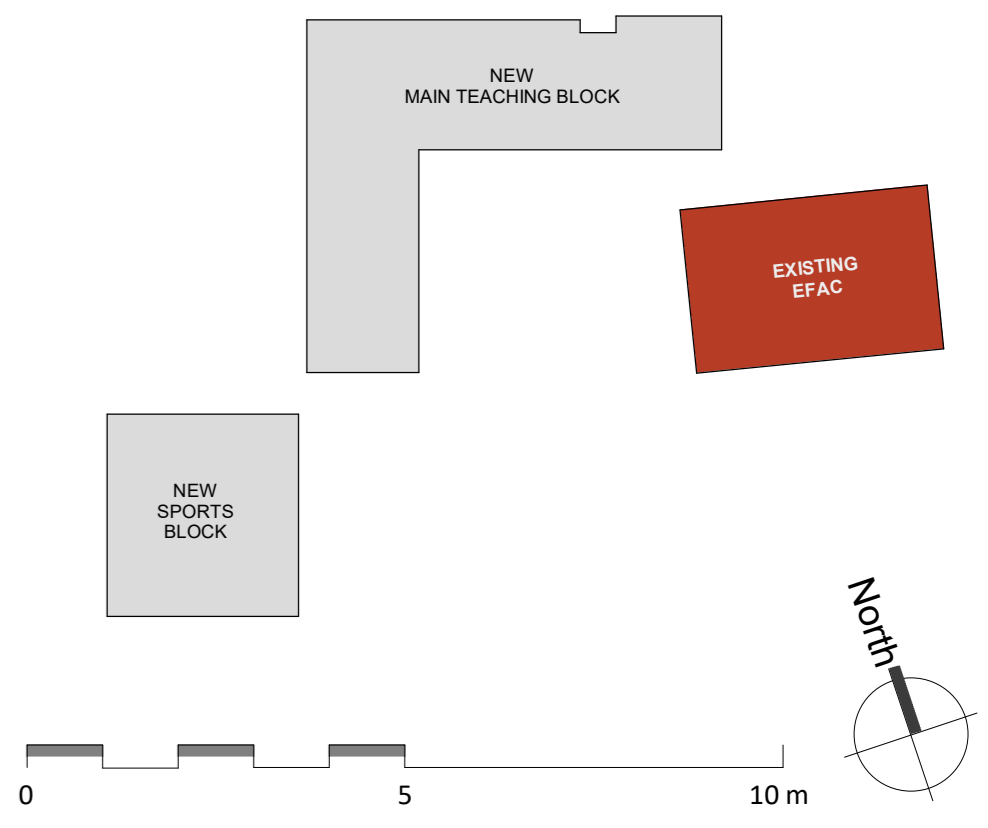 NEW
MAIN TEACHING BLOCK
EXISTING
EFAC
NEW
SPORTS
BLOCK
North
0
5
10 m